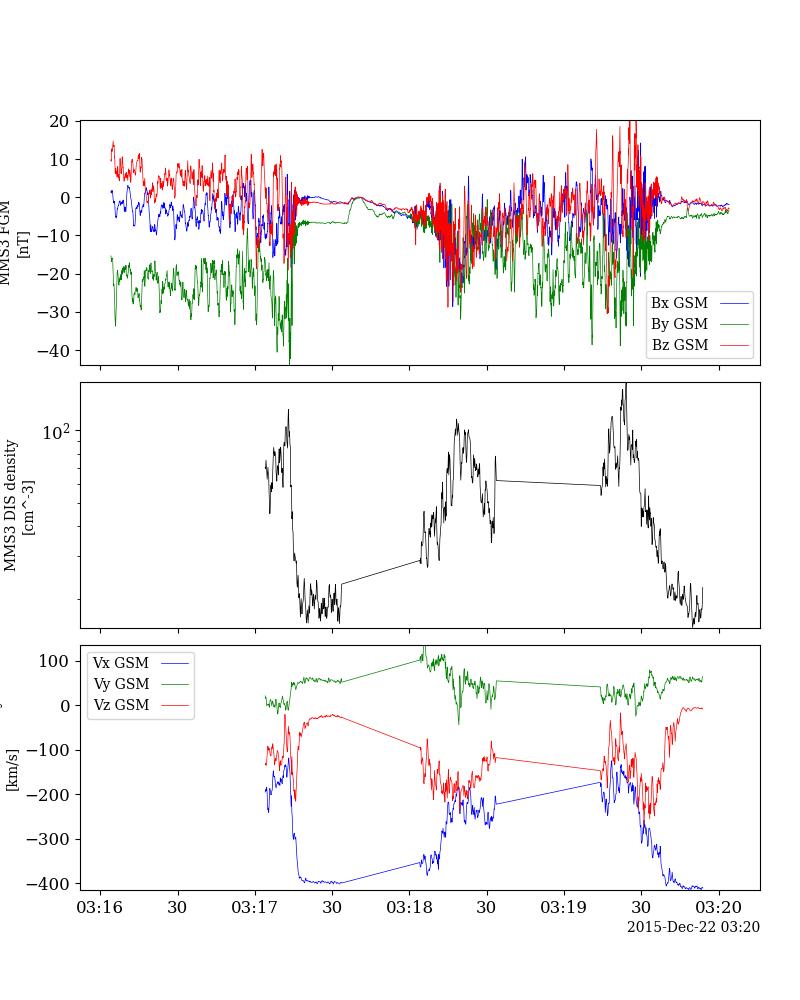 20
10
0
−10
−20
−30
−40
MMS3 FGM
[nT]
Bx GSM
By GSM
Bz GSM
10^2
MMS3 DIS density
[cm^-3]
100
0
−100
−200
−300
−400
[km/s]
Vx GSM
Vy GSM
Vz GSM
03:16 30 03:17 30 03:18 30 03:19 30 03:20
2015-Dec-22 03:20